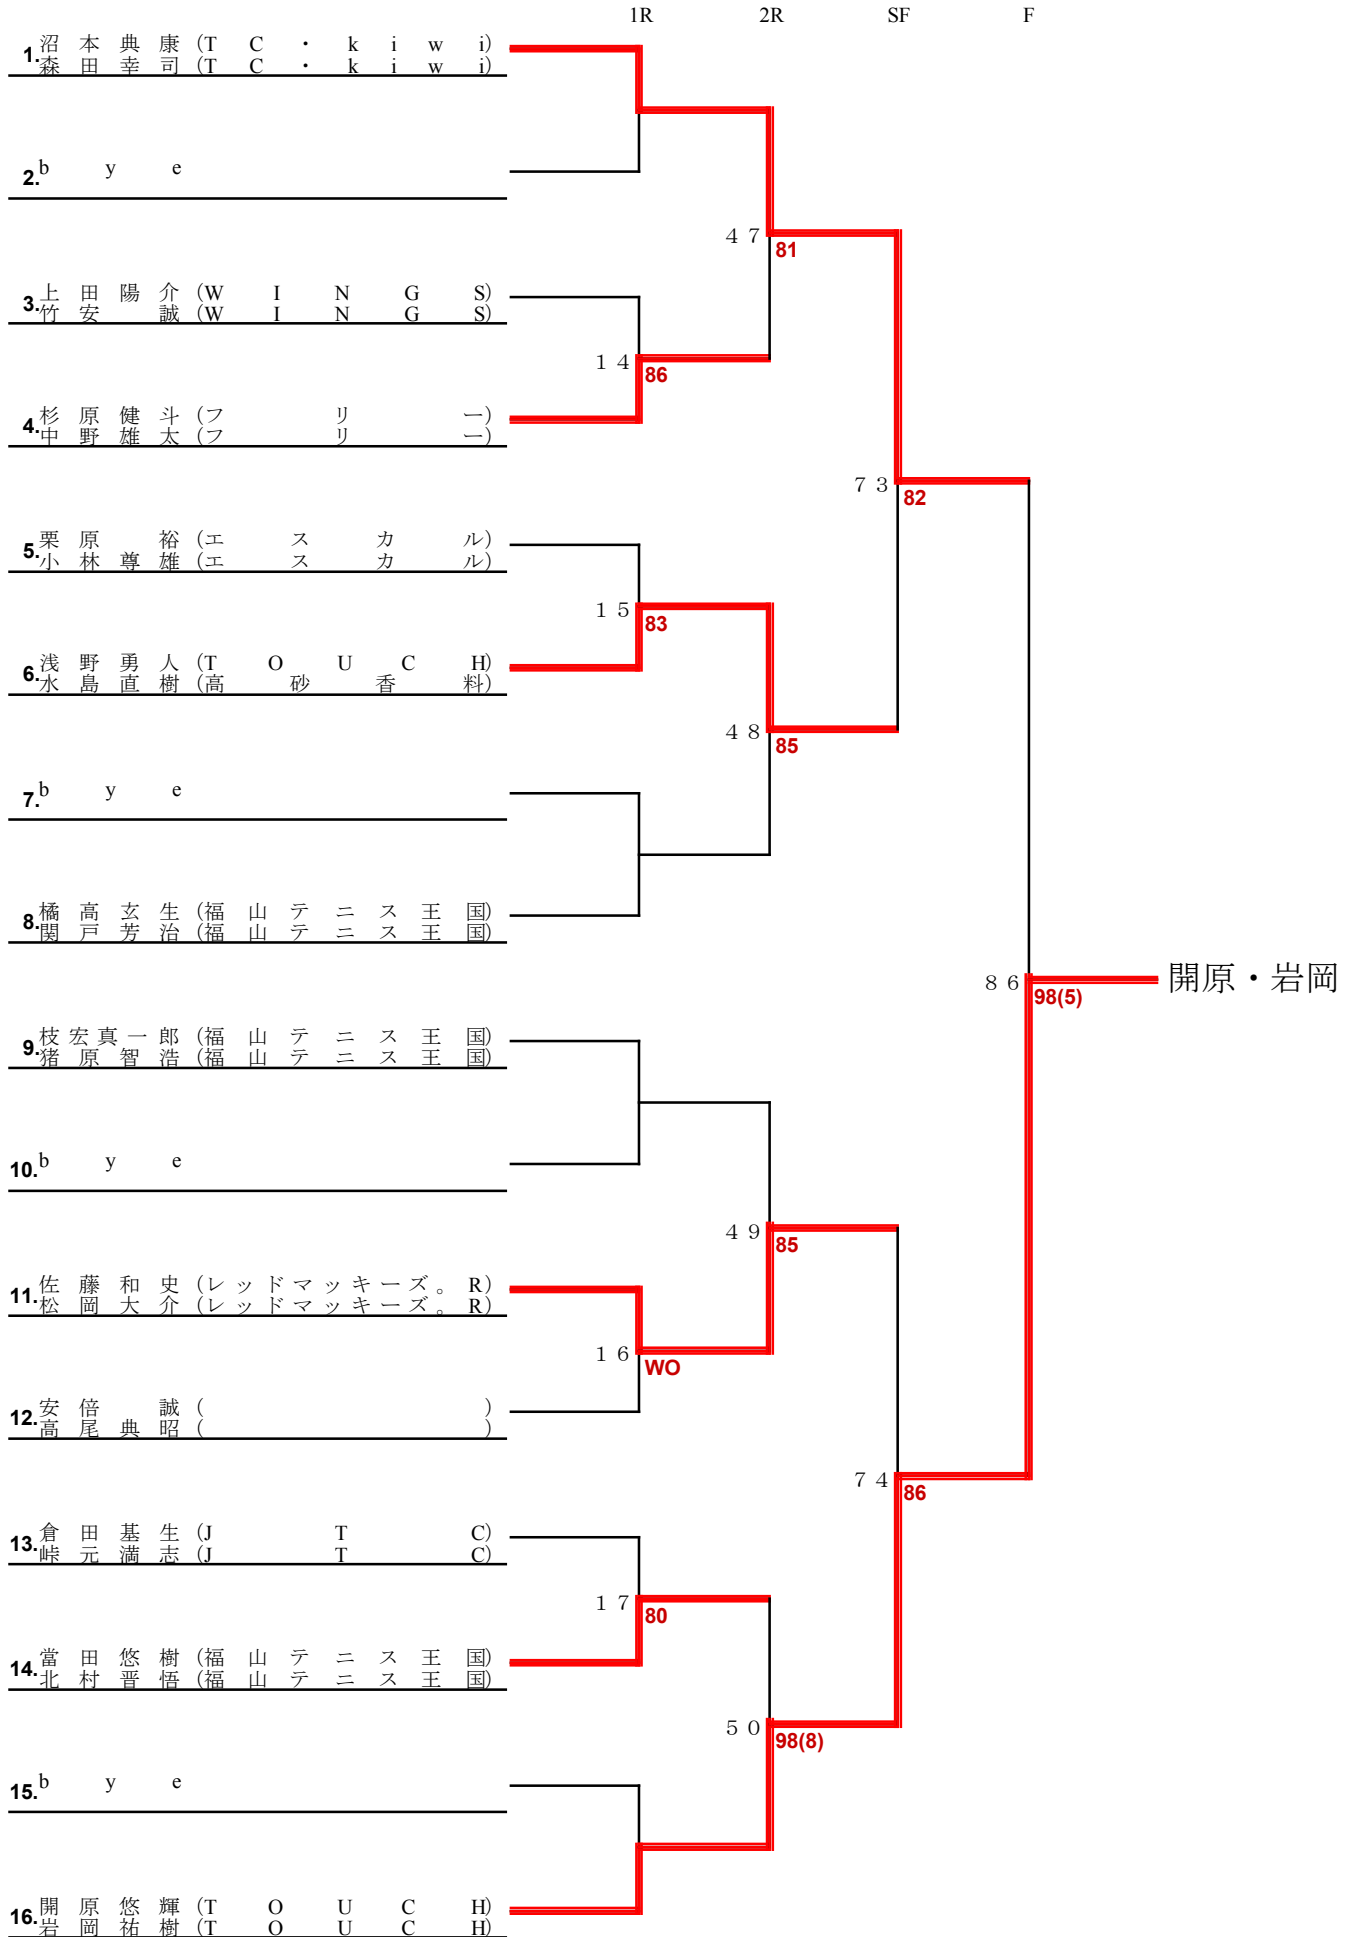 1R 2R SF F
1. 沼本典康 (TC・kiwi)
森田幸司 (TC・kiwi)
2. bye
47
81
3. 上田陽介 (WINGS)
竹安誠 (WINGS)
14
86
4. 杉原健斗 (フリー)
中野雄太 (フリー)
73
82
5. 栗原裕 (エスカル)
小林尊雄 (エスカル)
15
83
6. 浅野勇人 (TOUCH)
水島直樹 (高砂香料)
48
85
7. bye
8. 橘高玄生 (福山テニス王国)
関戸芳治 (福山テニス王国)
86
98(5)
開原・岩岡
9. 枝宏真一郎 (福山テニス王国)
猪原智浩 (福山テニス王国)
10. bye
49
85
11. 佐藤和史 (レッドマッキーズ。R)
松岡大介 (レッドマッキーズ。R)
16
WO
12. 安倍誠 ( )
高尾典昭 ( )
74
86
13. 倉田基生 (JTC)
峠元満志 (JTC)
17
80
14. 當田悠樹 (福山テニス王国)
北村晋悟 (福山テニス王国)
50
98(8)
15. bye
16. 開原悠輝 (TOUCH)
岩岡祐樹 (TOUCH)